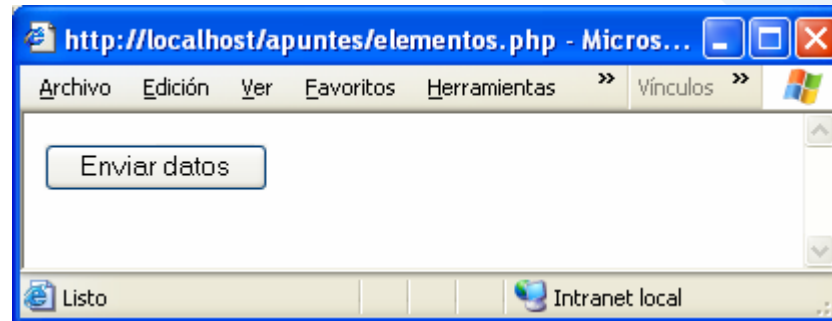 http://localhost/apuntes/elementos.php - Micros...
Archivo Edición Ver Favoritos Herramientas » Vínculos »
Enviar datos
Listo Intranet local